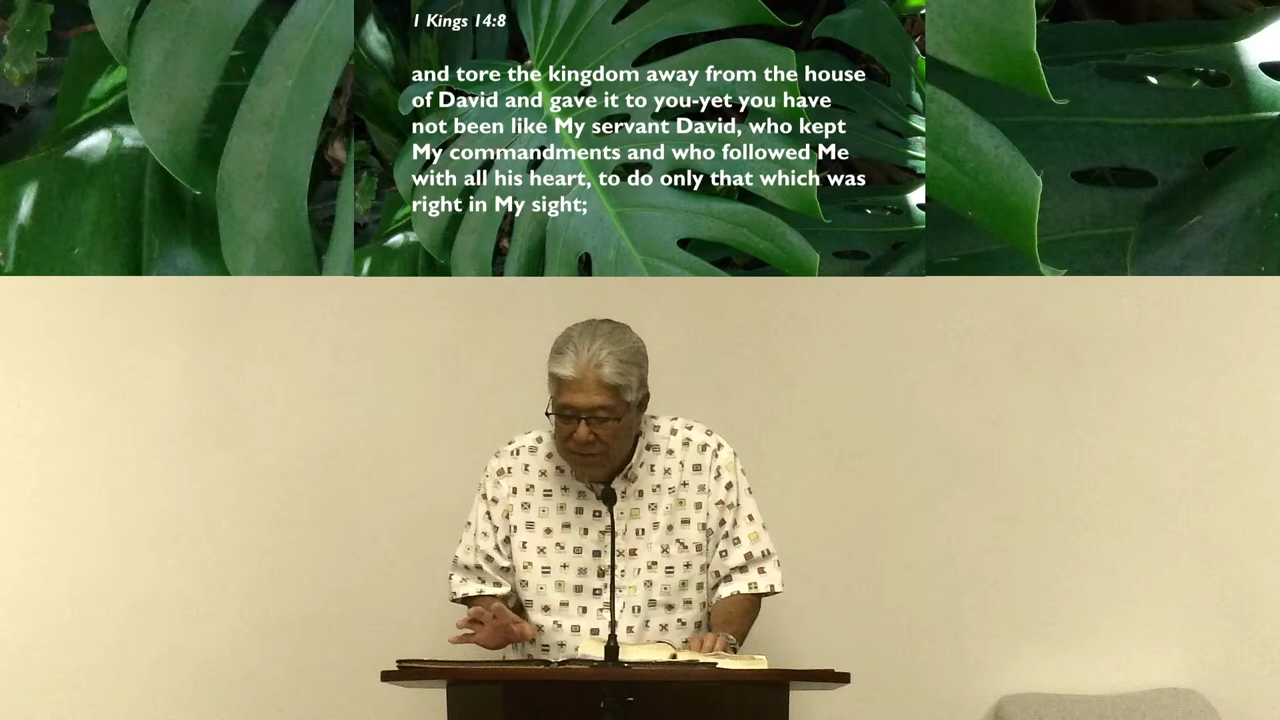 1 Kings 14:8
and tore the kingdom away from the house
of David and gave it to you-yet you have
not been like My servant David, who kept
My commandments and who followed Me
with all his heart, to do only that which was
right in My sight;